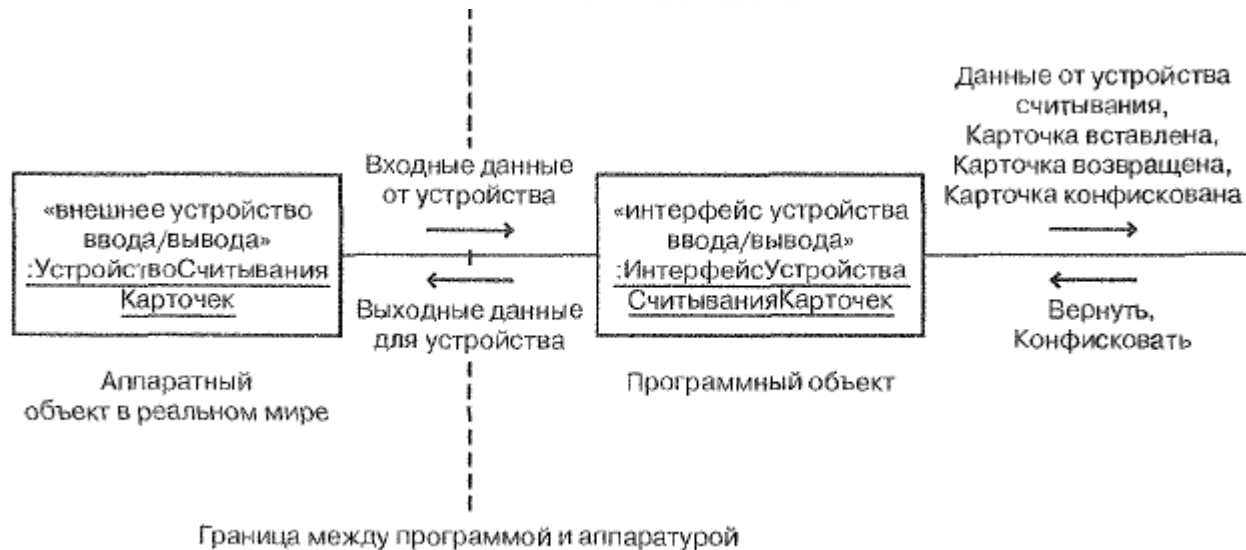 Данные от устройства
считывания,
Карточка вставлена,
Карточка возвращена,
Карточка конфискована
Входные данные
от устройства
«внешнее устройство
ввода/вывода»
:УстройствоСчитывания
Карточек
«интерфейс устройства
ввода/вывода»
:ИнтерфейсУстройства
СчитыванияКарточек
Выходные данные
для устройства
Вернуть,
Конфисковать
Аппаратный
объект в реальном мире
Программный объект
Граница между программой и аппаратурой